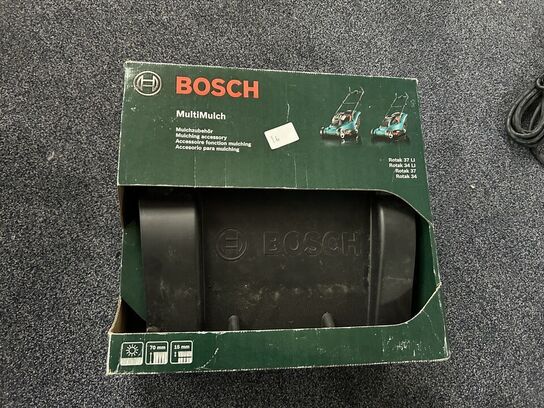 BOSCH
MultiMulch
Mulchzubehör
Mulching accessory
Accessoire fonction mulching
Accesorio para mulching
16
Rotak 37 LI
Rotak 34 LI
Rotak 37
Rotak 34
BOSCH
70 mm
15 mm